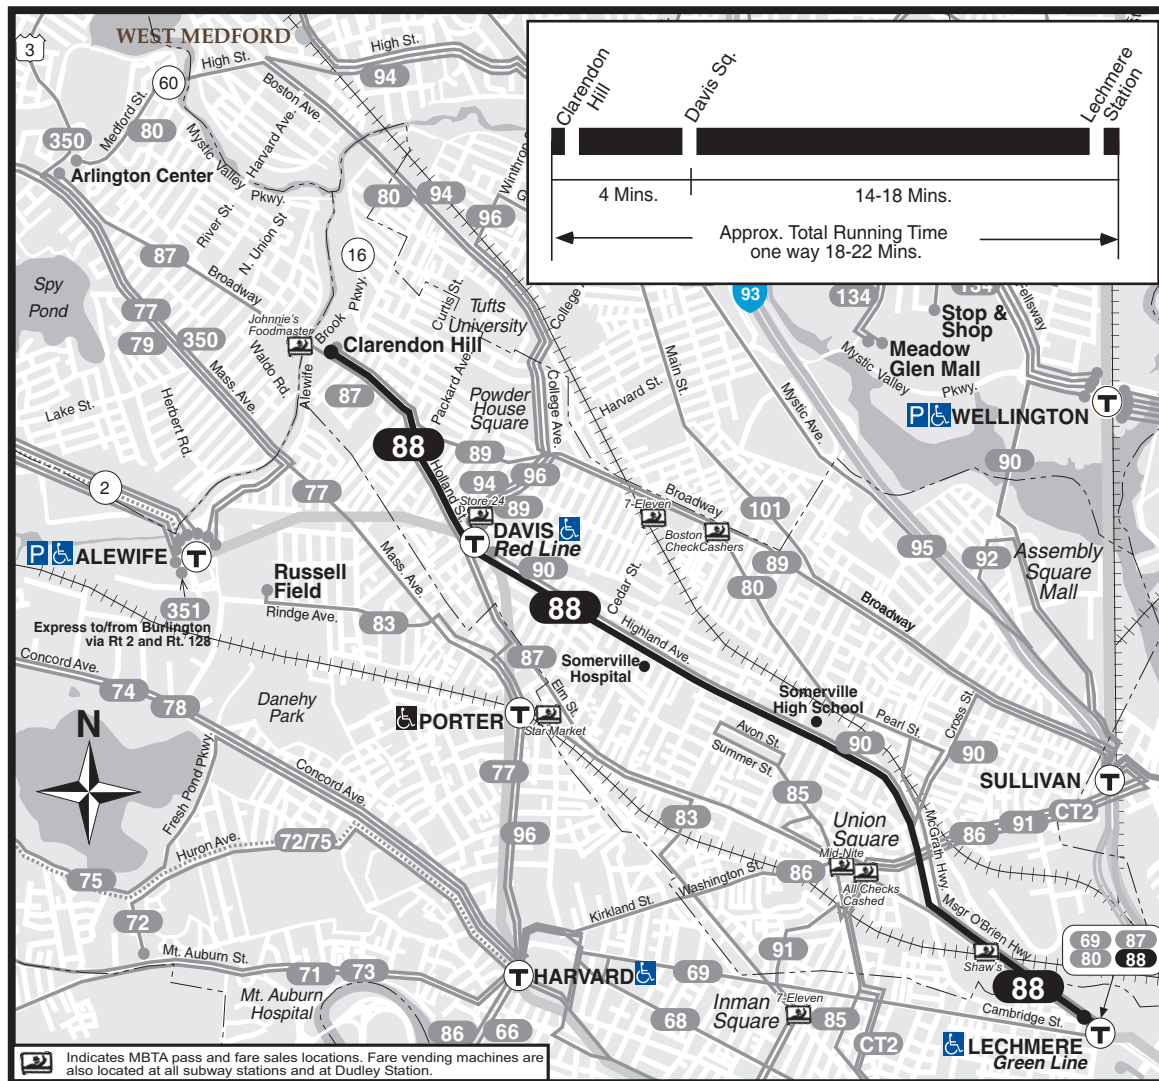 WEST MEDFORD
3
60
High St.
High St.
94
Boston Ave.
Medford St.
80
350
Harvard Ave.
Mystic Valley
Pkwy.
Arlington Center
River St.
N. Union St
87
Broadway
16
Pkwy.
Brook
Alewife
80
94
96
Winthrop
Curtis St.
Tufts
University
College
Spy
Pond
77
79
350
Johnnie's
Foodmaster
Clarendon Hill
Waldo Rd.
Mass. Ave.
Herbert Rd.
Lake St.
87
Packard Ave.
Powder
House
Square
College Ave.
Harvard St.
Main St.
Mystic Ave.
Clarendon
Hill
Davis Sq.
Lechmere
Station
4 Mins.
14-18 Mins.
Approx. Total Running Time
one way 18-22 Mins.
93
134
134
Fellsway
Stop &
Shop
Meadow
Glen Mall
Mystic Valley
Pkwy.
P WELLINGTON
T
90
88
Holland St.
89
94
96
89
Store 24
2
77
Mass. Ave.
T
DAVIS
Red Line
90
7-Eleven
Broadway
Boston
CheckCashers
101
80
89
95
92
Assembly
Square
Mall
Broadway
P ALEWIFE
T
351
Express to/from Burlington
via Rt 2 and Rt. 128
Russell
Field
Rindge Ave.
83
88
Cedar St.
Highland Ave.
Somerville
Hospital
Somerville
High School
Concord Ave.
74
78
Danehy
Park
87
Elm St.
PORTER
T
Star Market
Avon St.
Summer St.
90
Pearl St.
Cross St.
90
SULLIVAN
T
N
Fresh Pond Pkwy.
Concord Ave.
77
85
83
Union
Square
McGrath Hwy.
86
91
CT2
Huron Ave.
72/75
75
96
Mid-Nite
86
All Checks
Cashed
Washington St.
Kirkland St.
Msgr O'Brien Hwy
72
Mt. Auburn St.
71
73
T
HARVARD
69
91
Shaw's
69
87
80
88
88
Mt. Auburn
Hospital
86
66
68
Inman
Square
7-Eleven
85
CT2
Cambridge St.
T
LECHMERE
Green Line
Indicates MBTA pass and fare sales locations. Fare vending machines are
also located at all subway stations and at Dudley Station.